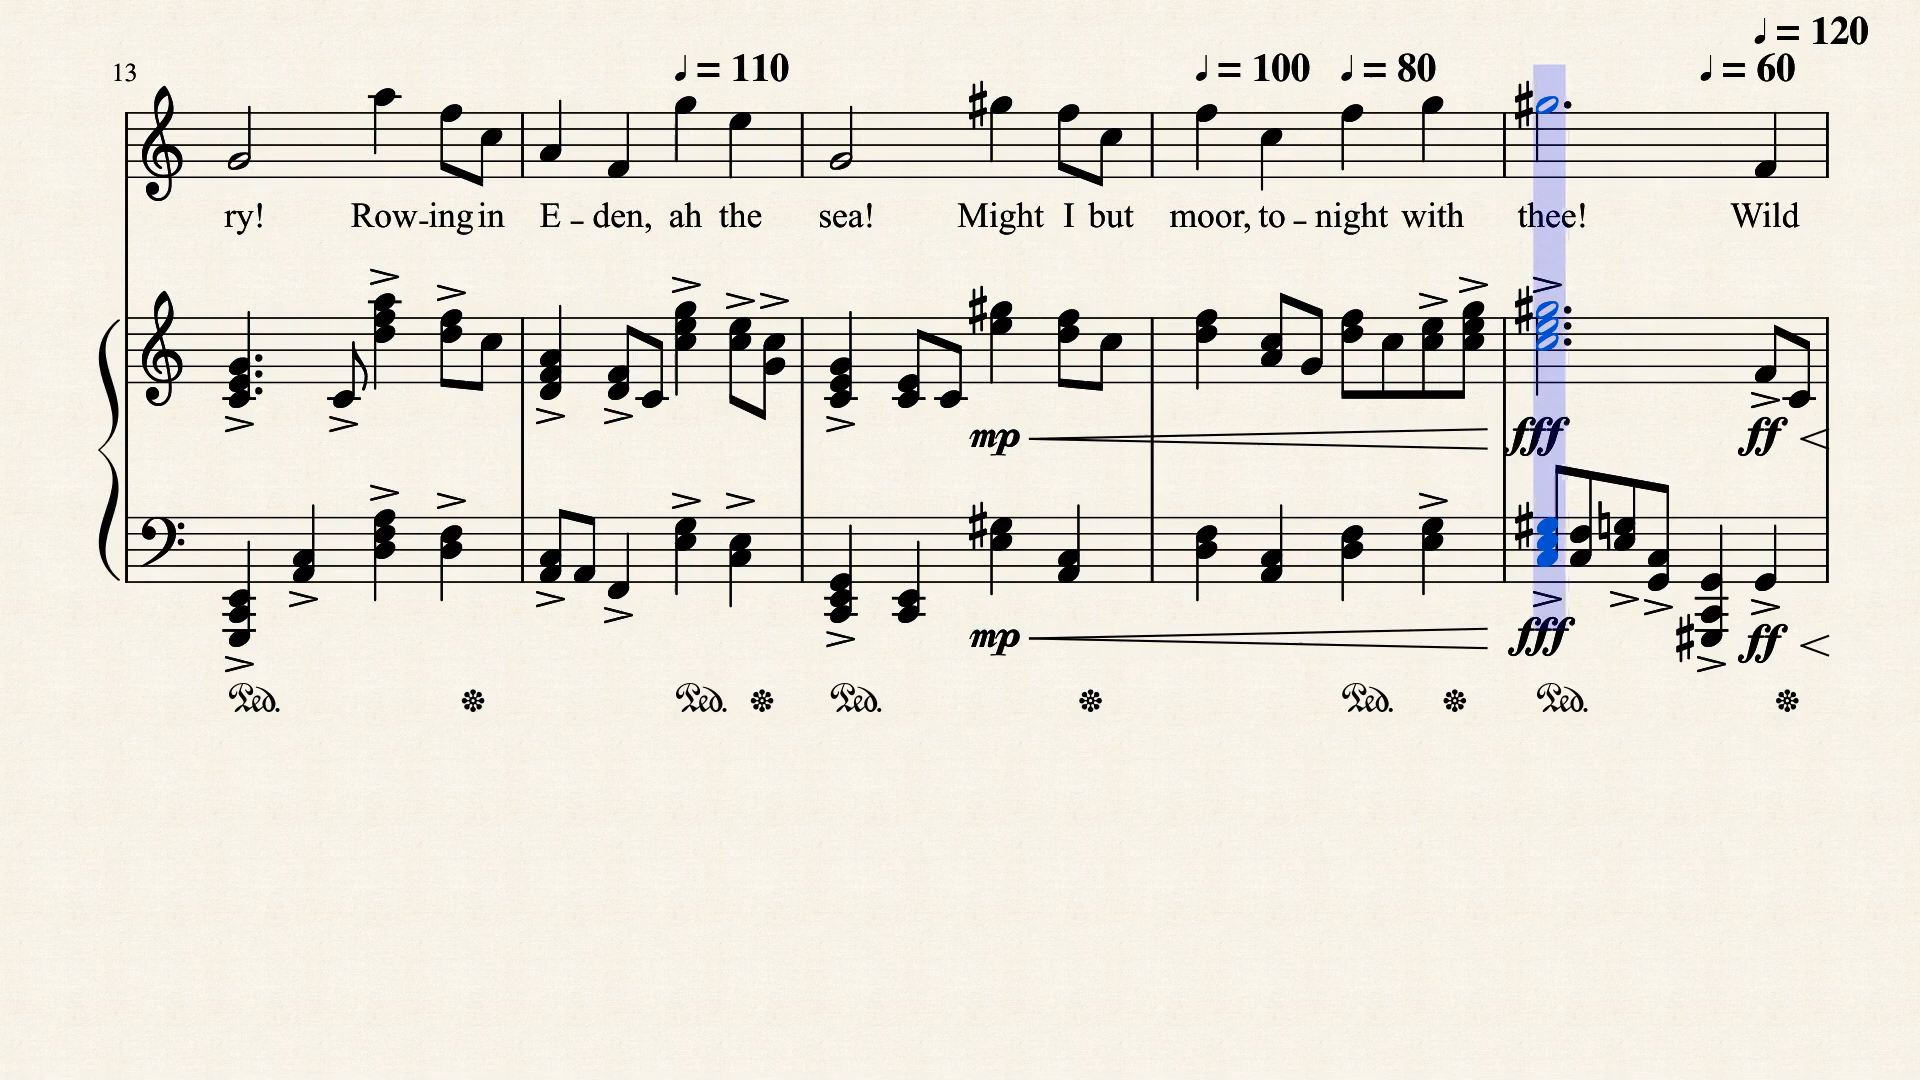 ♩ = 120
13 ♩ = 110 ♩ = 100 ♩ = 80 ♩ = 60
ry! Row-ing in E - den, ah the sea! Might I but moor, to - night with thee! Wild
mp fff ff
mp fff ff
Ped. Ped. Ped. Ped. Ped.